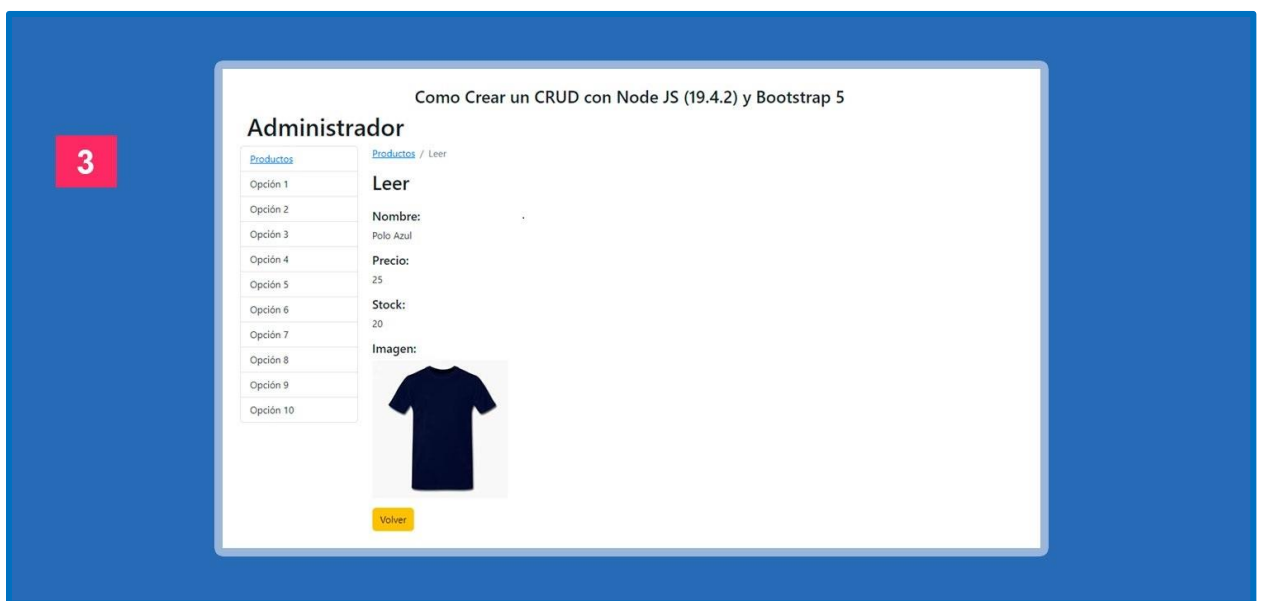 Como Crear un CRUD con Node JS (19.4.2) y Bootstrap 5
Administrador
3
Productos
Opción 1
Opción 2
Opción 3
Opción 4
Opción 5
Opción 6
Opción 7
Opción 8
Opción 9
Opción 10
Productos / Leer
Leer
Nombre:
Polo Azul
Precio:
25
Stock:
20
Imagen:
Volver